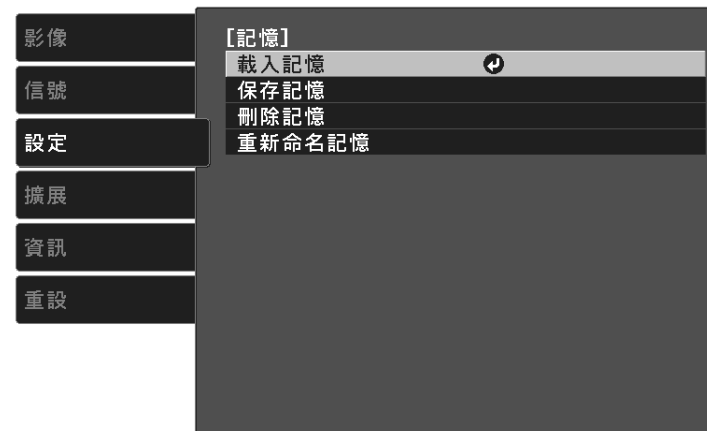 影像
信號
設定
擴展
資訊
重設
[記憶]
載入記憶
保存記憶
刪除記憶
重新命名記憶